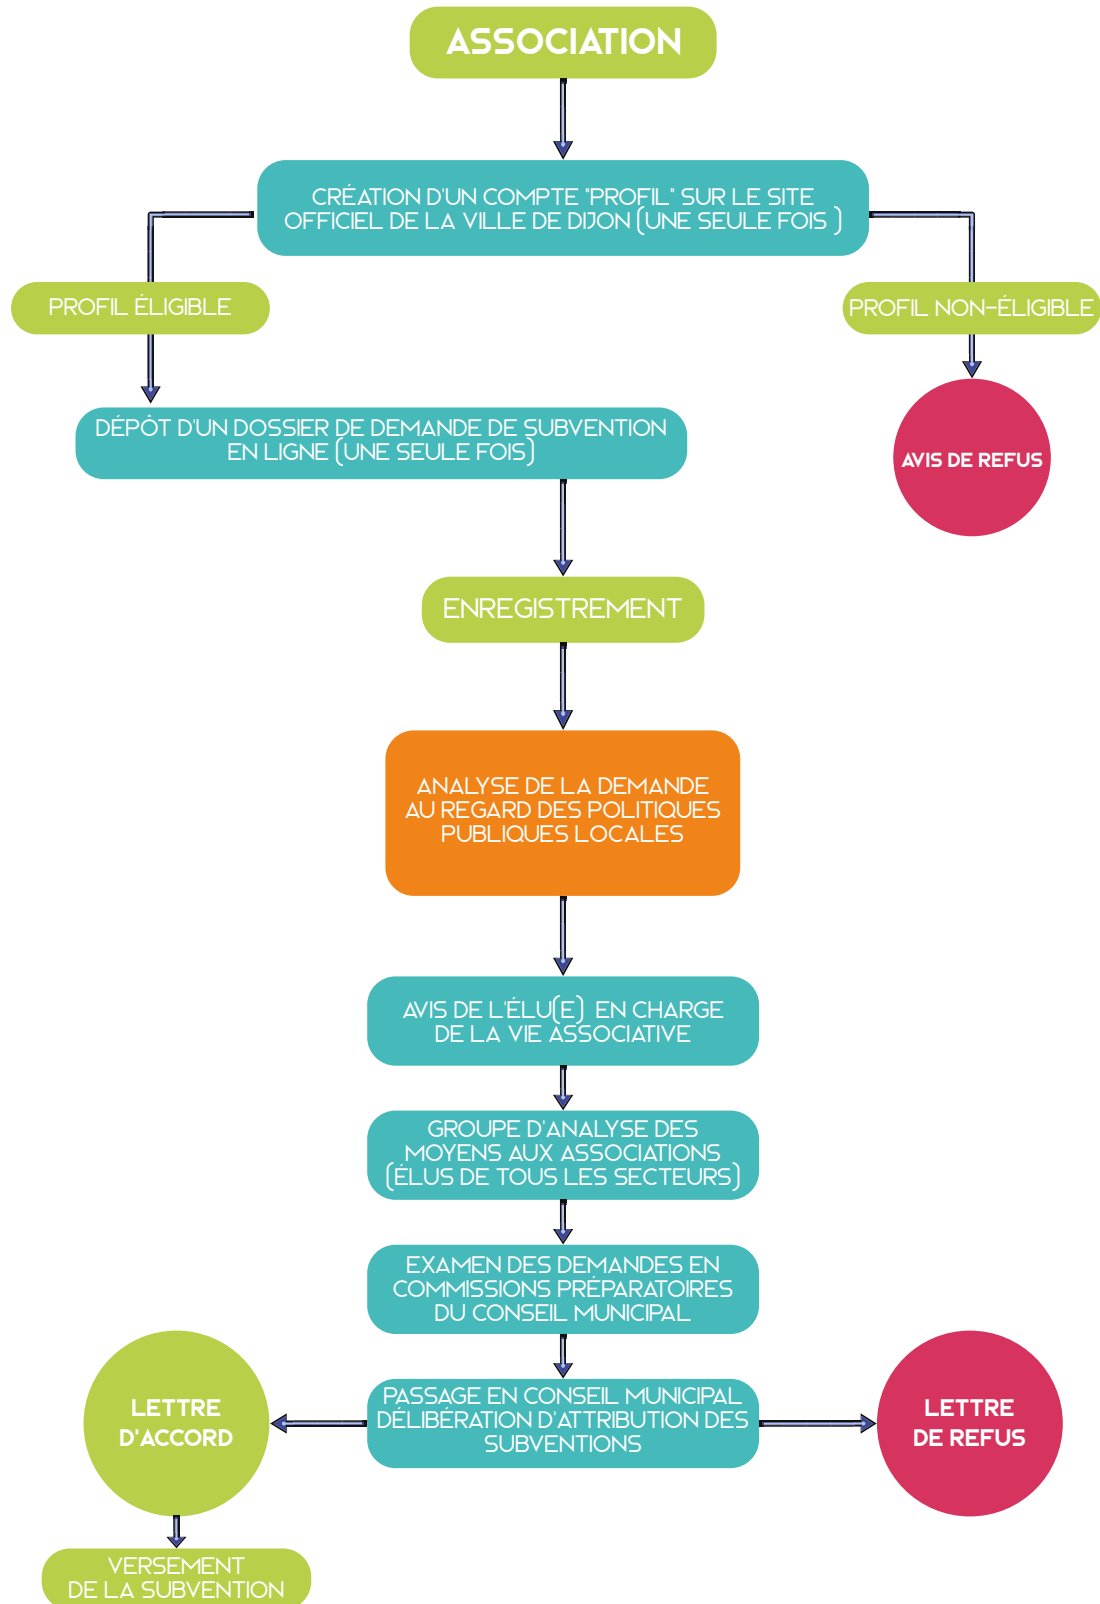 ASSOCIATION
CRÉATION D'UN COMPTE "PROFIL" SUR LE SITE
OFFICIEL DE LA VILLE DE DIJON (UNE SEULE FOIS )
PROFIL ÉLIGIBLE
PROFIL NON-ÉLIGIBLE
DÉPÔT D'UN DOSSIER DE DEMANDE DE SUBVENTION
EN LIGNE (UNE SEULE FOIS)
AVIS DE REFUS
ENREGISTREMENT
ANALYSE DE LA DEMANDE
AU REGARD DES POLITIQUES
PUBLIQUES LOCALES
AVIS DE L'ÉLU(E) EN CHARGE
DE LA VIE ASSOCIATIVE
GROUPE D'ANALYSE DES
MOYENS AUX ASSOCIATIONS
(ÉLUS DE TOUS LES SECTEURS)
EXAMEN DES DEMANDES EN
COMMISSIONS PRÉPARATOIRES
DU CONSEIL MUNICIPAL
PASSAGE EN CONSEIL MUNICIPAL
DÉLIBÉRATION D'ATTRIBUTION DES
SUBVENTIONS
LETTRE
D'ACCORD
LETTRE
DE REFUS
VERSEMENT
DE LA SUBVENTION